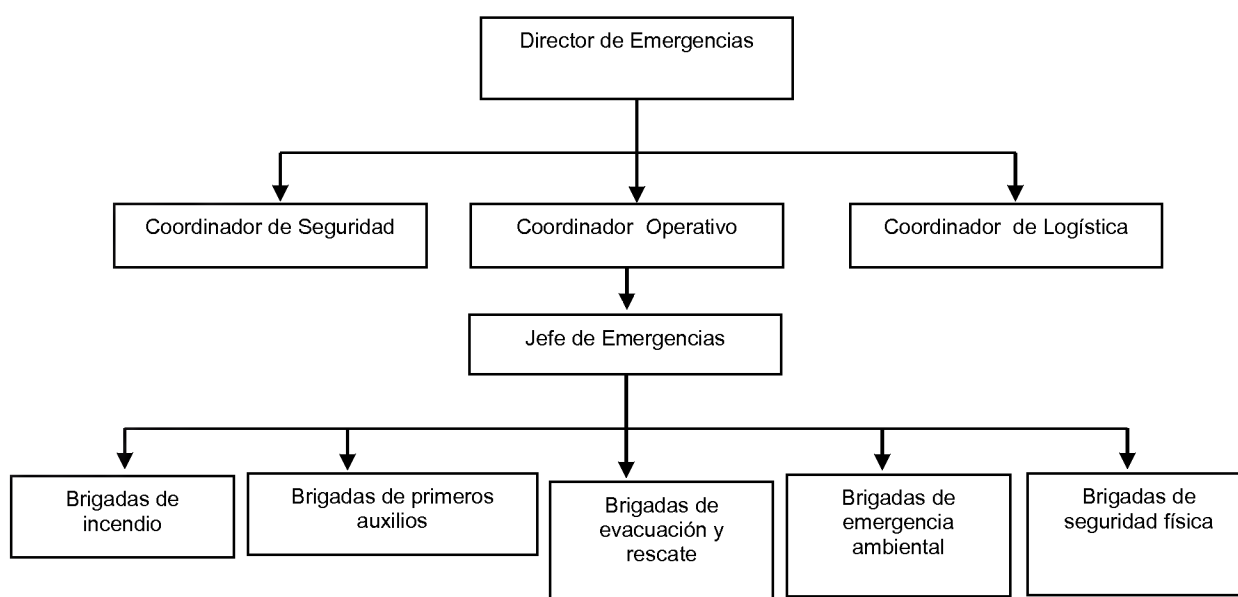 Director de Emergencias
Coordinador de Seguridad
Coordinador Operativo
Coordinador de Logística
Jefe de Emergencias
Brigadas de
incendio
Brigadas de primeros
auxilios
Brigadas de
evacuación y
rescate
Brigadas de
emergencia
ambiental
Brigadas de
seguridad física